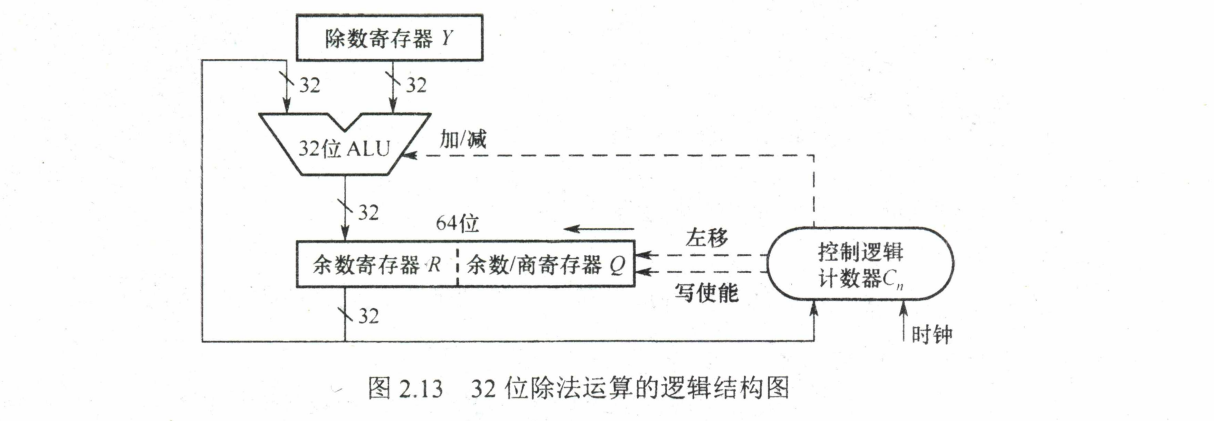 除数寄存器 Y
32
32
32位 ALU
加/减
32
64位
余数寄存器 R
余数/商寄存器 Q
左移
写使能
控制逻辑
计数器Cn
32
时钟
图 2.13 32 位除法运算的逻辑结构图